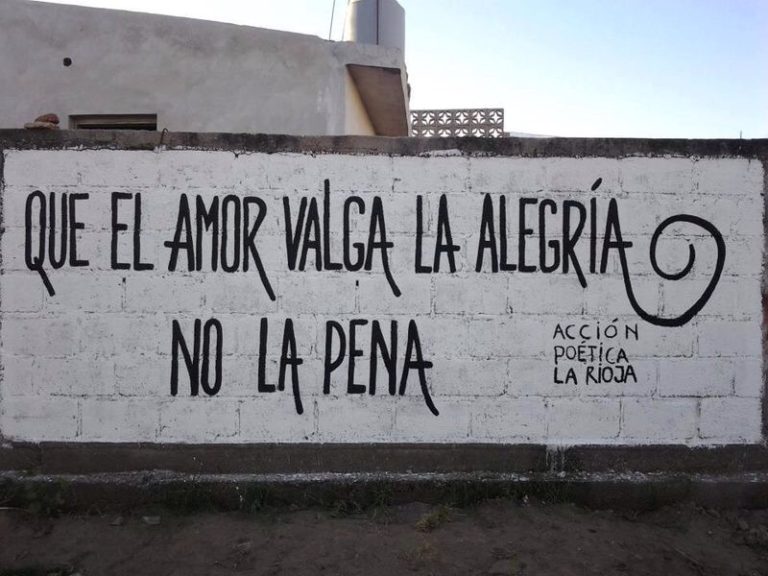 QUE EL AMOR VALGA LA ALEGRÍA
NO LA PENA
ACCIÓN
POÉTICA
LA RIOJA